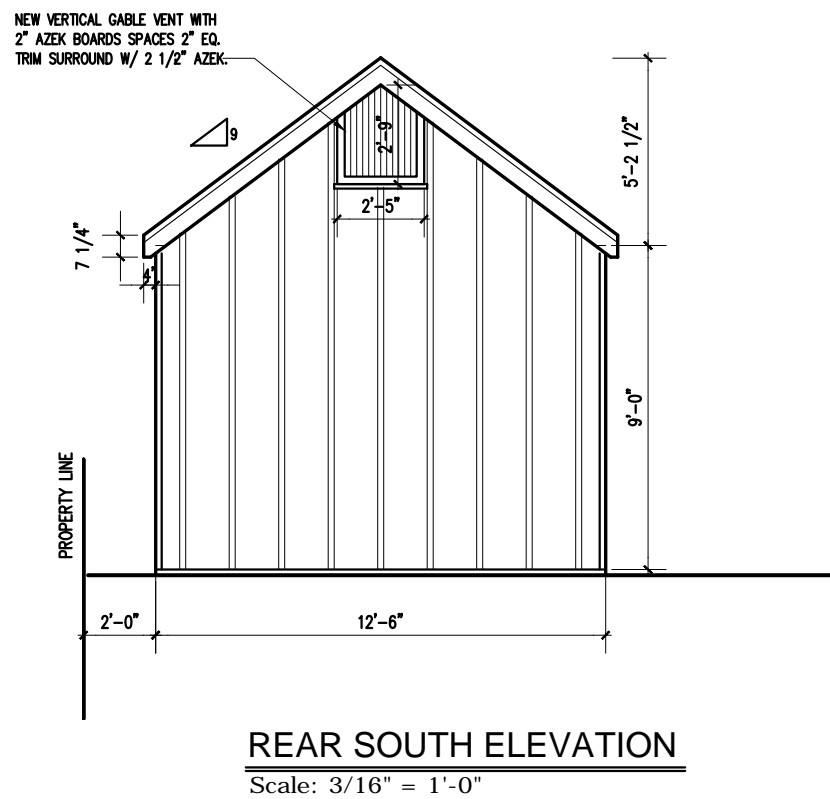 NEW VERTICAL GABLE VENT WITH
2" AZEK BOARDS SPACES 2" EQ.
TRIM SURROUND W/ 2 1/2" AZEK.
9
2'-9"
5'-2 1/2"
2'-5"
7 1/4"
4"
9'-0"
PROPERTY LINE
2'-0"
12'-6"
REAR SOUTH ELEVATION
Scale: 3/16" = 1'-0"